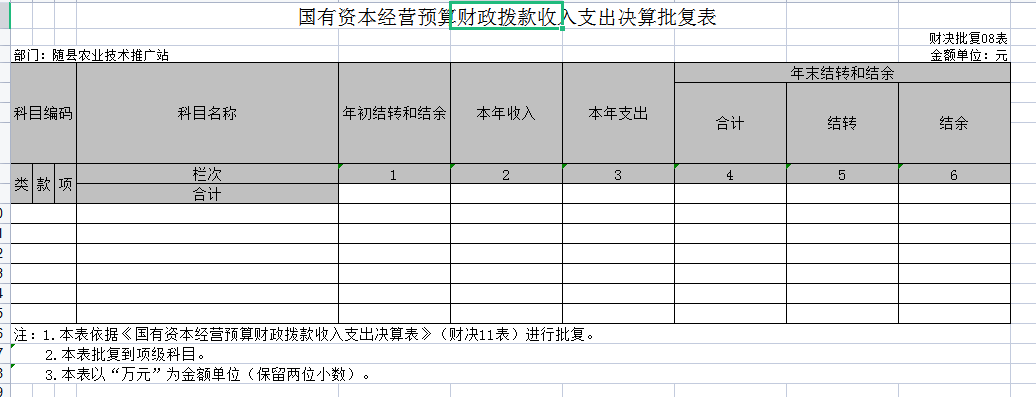 国有资本经营预算财政拨款收入支出决算批复表
财决批复08表
部门：随县农业技术推广站
金额单位：元
科目编码 科目名称 年初结转和结余 本年收入 本年支出 年末结转和结余
合计 结转 结余
类 款 项 栏次 1 2 3 4 5 6
合计
注：1.本表依据《国有资本经营预算财政拨款收入支出决算表》（财决11表）进行批复。
2.本表批复到项级科目。
3.本表以“万元”为金额单位（保留两位小数）。